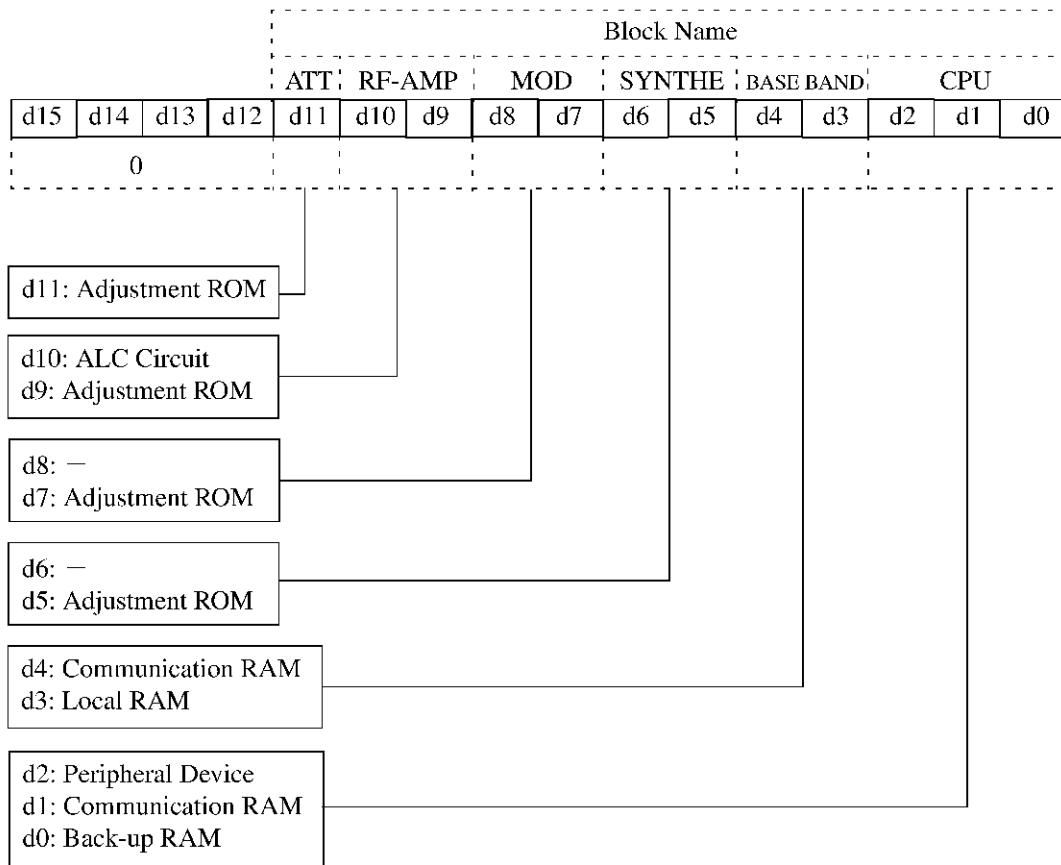 Block Name
ATT RF-AMP MOD SYNTHE BASE BAND CPU
d15 d14 d13 d12 d11 d10 d9 d8 d7 d6 d5 d4 d3 d2 d1 d0
0
d11: Adjustment ROM
d10: ALC Circuit
d9: Adjustment ROM
d8: —
d7: Adjustment ROM
d6: —
d5: Adjustment ROM
d4: Communication RAM
d3: Local RAM
d2: Peripheral Device
d1: Communication RAM
d0: Back-up RAM